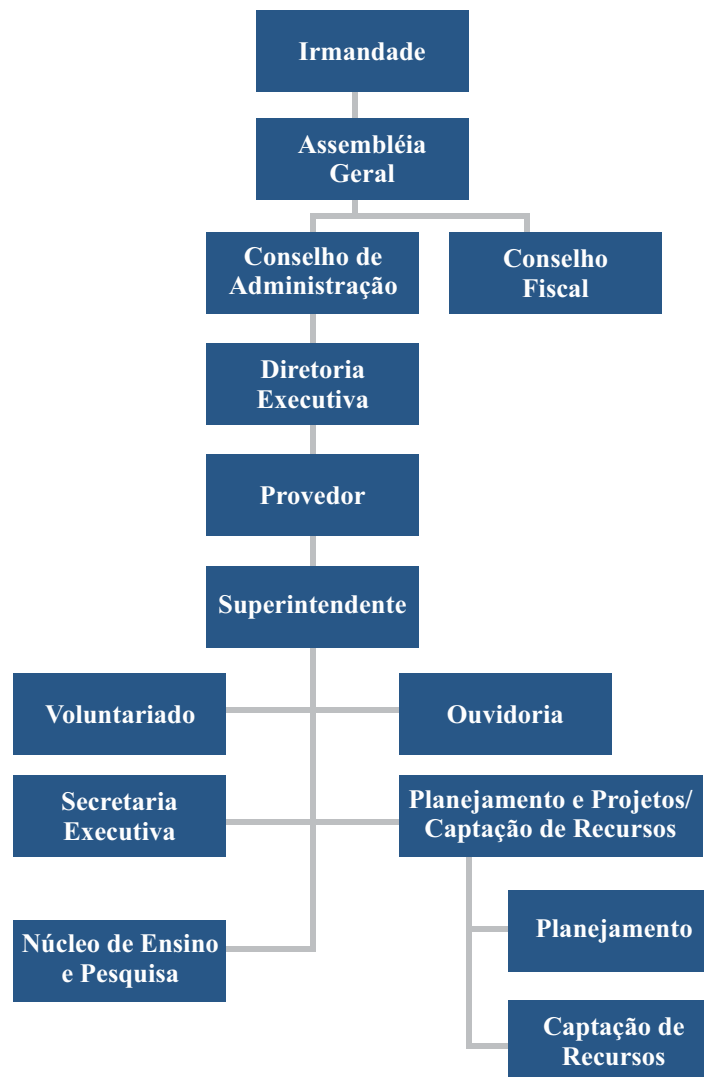 Irmandade
Assembléia
Geral
Conselho de
Administração
Conselho
Fiscal
Diretoria
Executiva
Provedor
Superintendente
Voluntariado
Ouvidoria
Secretaria
Executiva
Planejamento e Projetos/
Captação de Recursos
Núcleo de Ensino
e Pesquisa
Planejamento
Captação de
Recursos